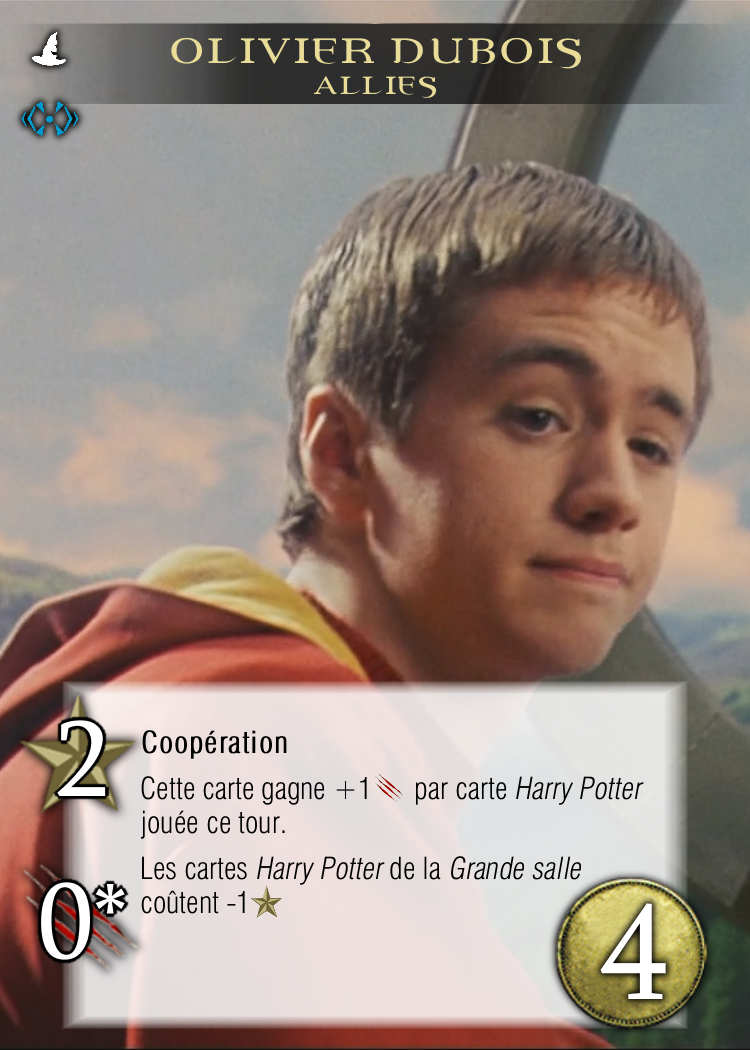 OLIVIER DUBOIS
ALLIES
2
Coopération
Cette carte gagne +1 par carte Harry Potter
jouée ce tour.
Les cartes Harry Potter de la Grande salle
0* coûtent -1
4